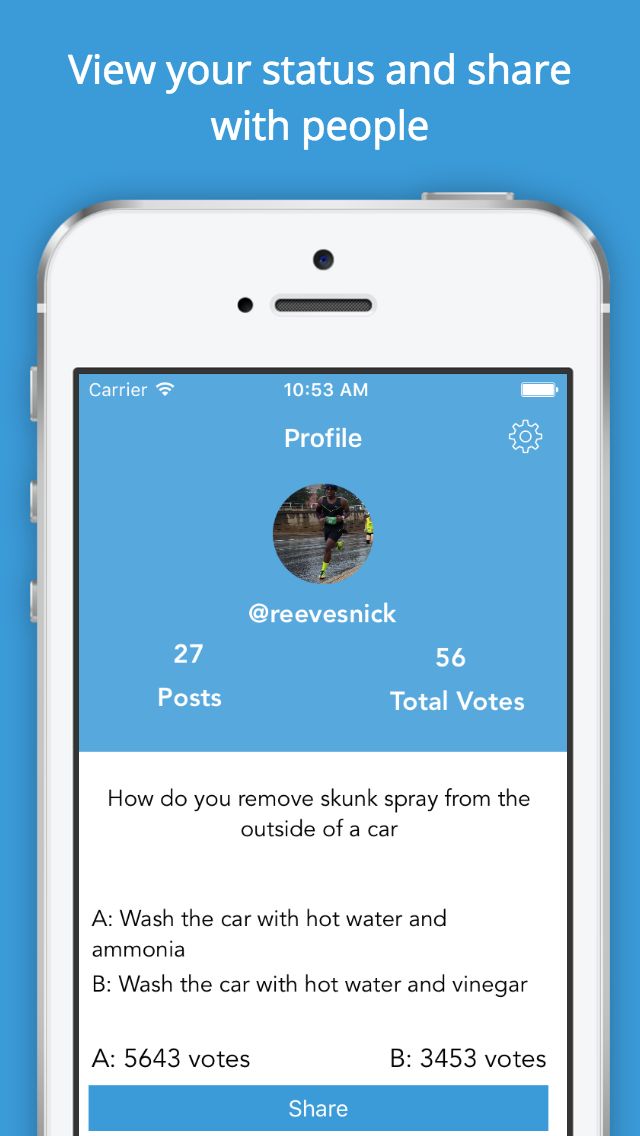 View your status and share
with people
Carrier 10:53 AM
Profile
@reevesnick
27 56
Posts Total Votes
How do you remove skunk spray from the
outside of a car
A: Wash the car with hot water and
ammonia
B: Wash the car with hot water and vinegar
A: 5643 votes B: 3453 votes
Share